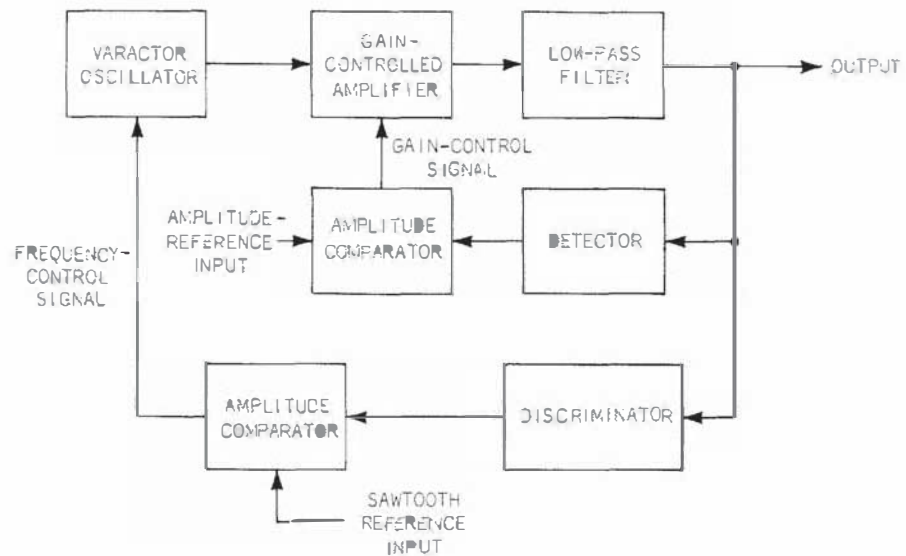 VARACTOR
OSCILLATOR
GAIN-
CONTROLLED
AMPLIFIER
LOW-PASS
FILTER
OUTPUT
GAIN-CONTROL
SIGNAL
AMPLITUDE-
REFERENCE
INPUT
AMPLITUDE
COMPARATOR
DETECTOR
FREQUENCY-
CONTROL
SIGNAL
AMPLITUDE
COMPARATOR
DISCRIMINATOR
SAWTOOTH
REFERENCE
INPUT